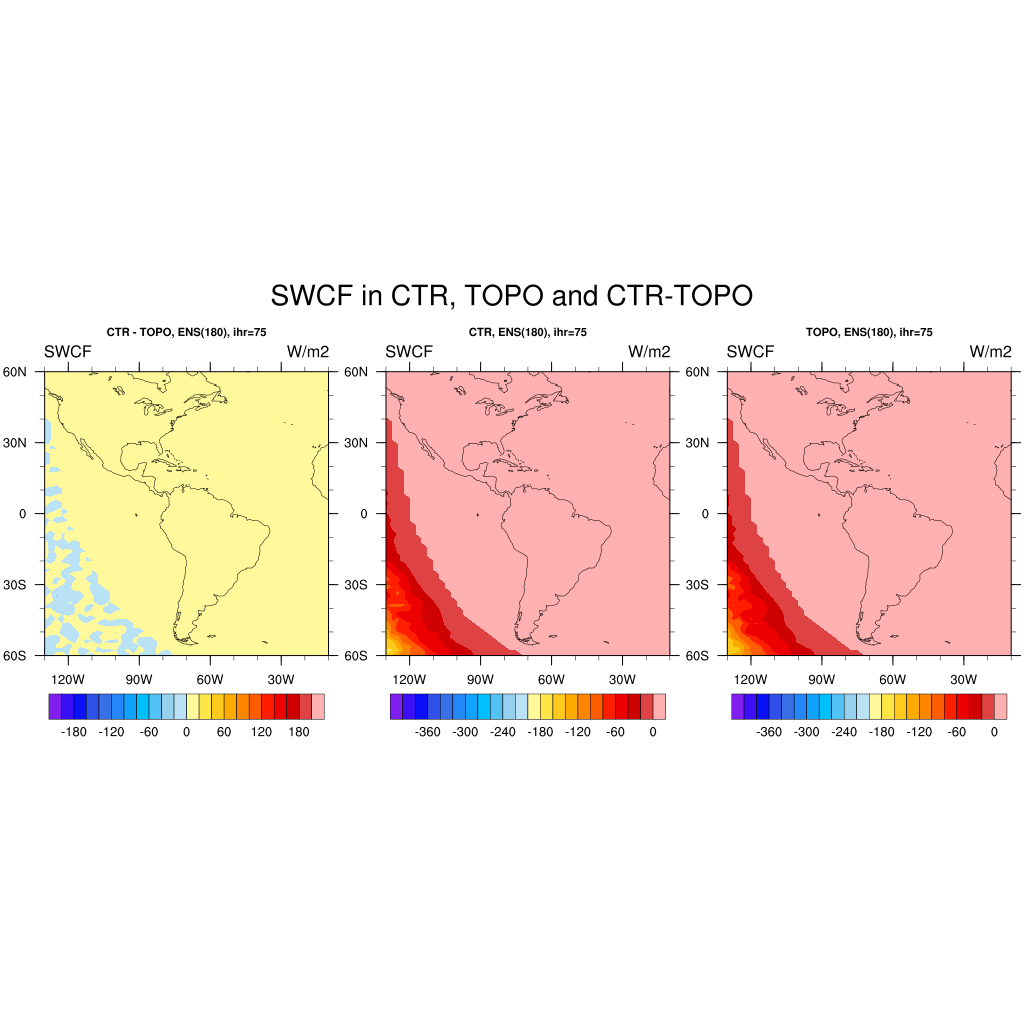 SWCF in CTR, TOPO and CTR-TOPO
CTR - TOPO, ENS(180), ihr=75
SWCF W/m2
60N
30N
0
30S
60S
120W 90W 60W 30W
-180 -120 -60 0 60 120 180
CTR, ENS(180), ihr=75
SWCF W/m2
60N
30N
0
30S
60S
120W 90W 60W 30W
-360 -300 -240 -180 -120 -60 0
TOPO, ENS(180), ihr=75
SWCF W/m2
60N
30N
0
30S
60S
120W 90W 60W 30W
-360 -300 -240 -180 -120 -60 0